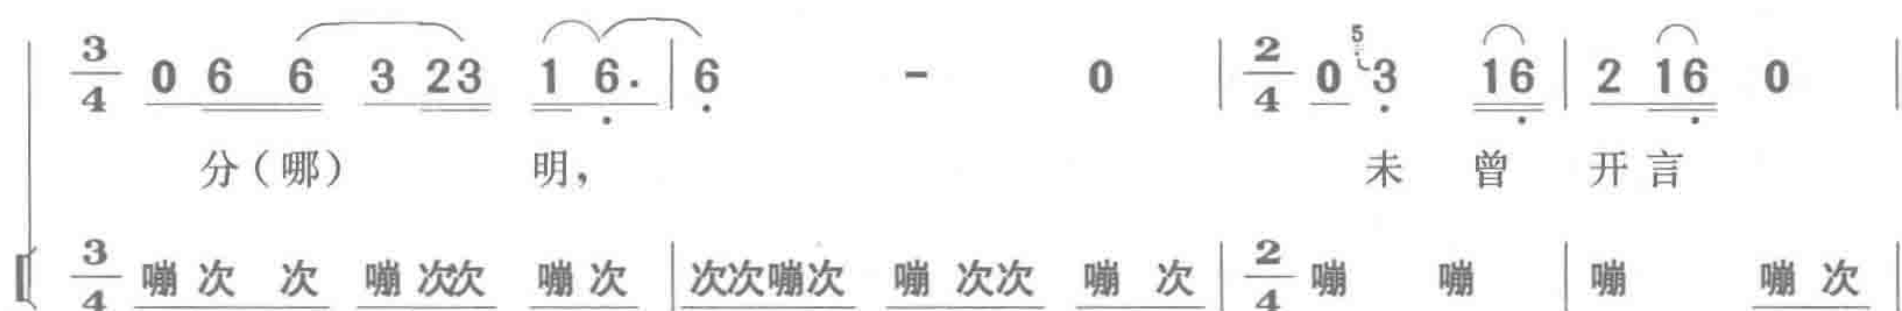 3/4 0 6 6 3 23 1 6. | 6 - 0 | 2/4 0 5 3 16 | 2 16 0 |
分(哪) 明, 未 曾 开 言
3/4 嘣 次 次 嘣 次次 嘣 次 | 次次嘣次 嘣 次次 嘣 次 | 2/4 嘣 嘣 | 嘣 嘣 次 |